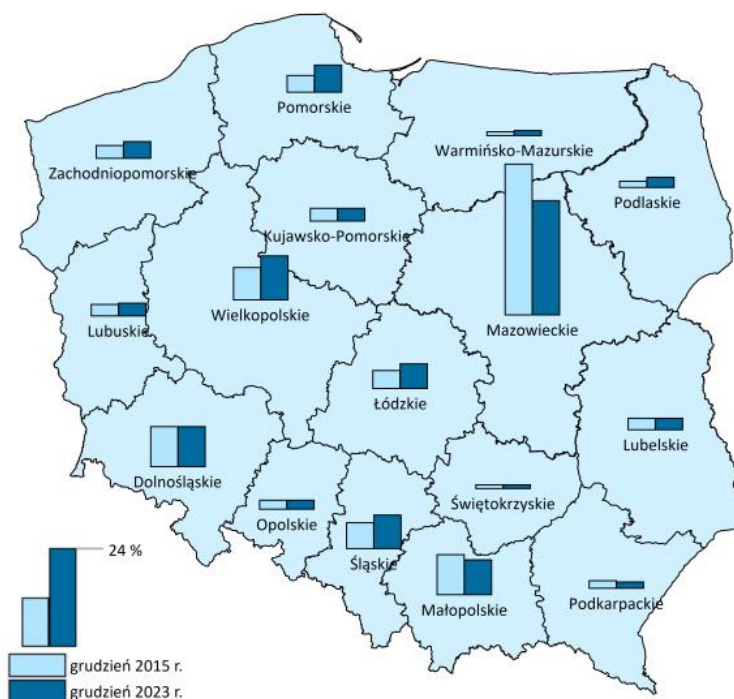 Pomorskie
Warmińsko-Mazurskie
Zachodniopomorskie
Podlaskie
Kujawsko-Pomorskie
Wielkopolskie
Mazowieckie
Lubuskie
Łódzkie
Lubelskie
Dolnośląskie
Świętokrzyskie
Opolskie
Śląskie
Małopolskie
Podkarpackie
24 %
grudzień 2015 r.
grudzień 2023 r.